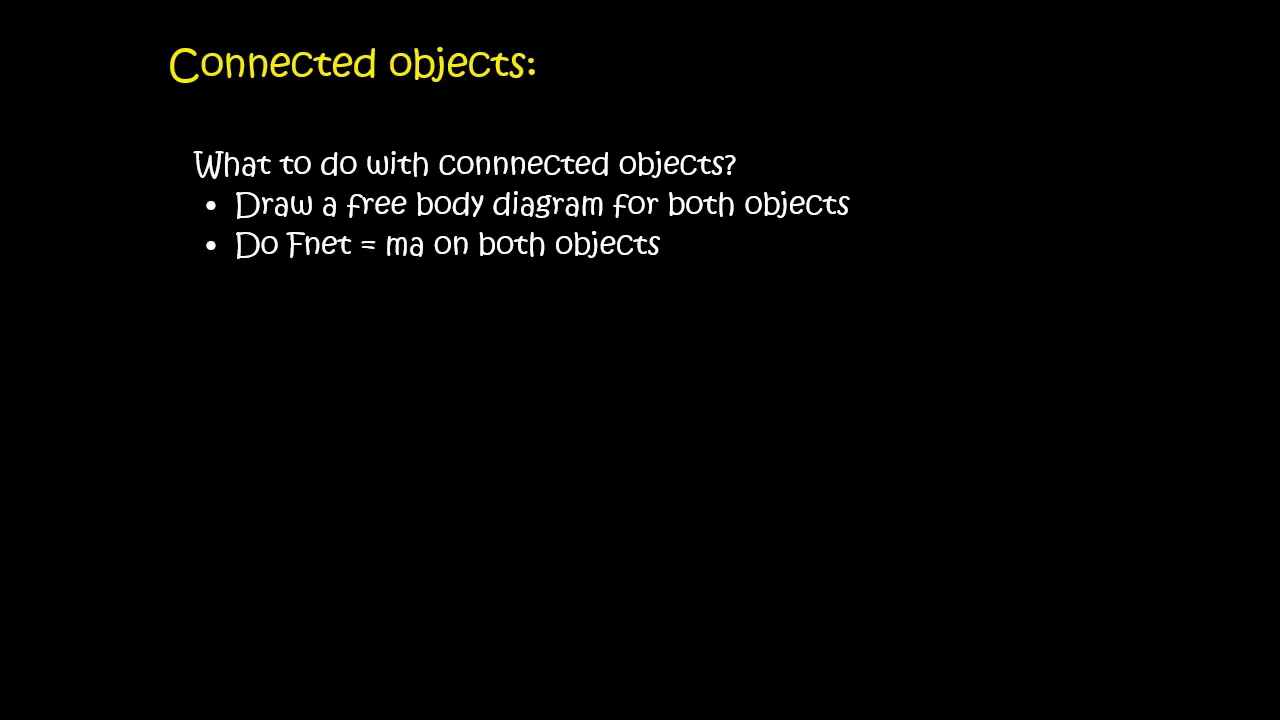 Connected objects:
What to do with connnected objects?
• Draw a free body diagram for both objects
• Do Fnet = ma on both objects